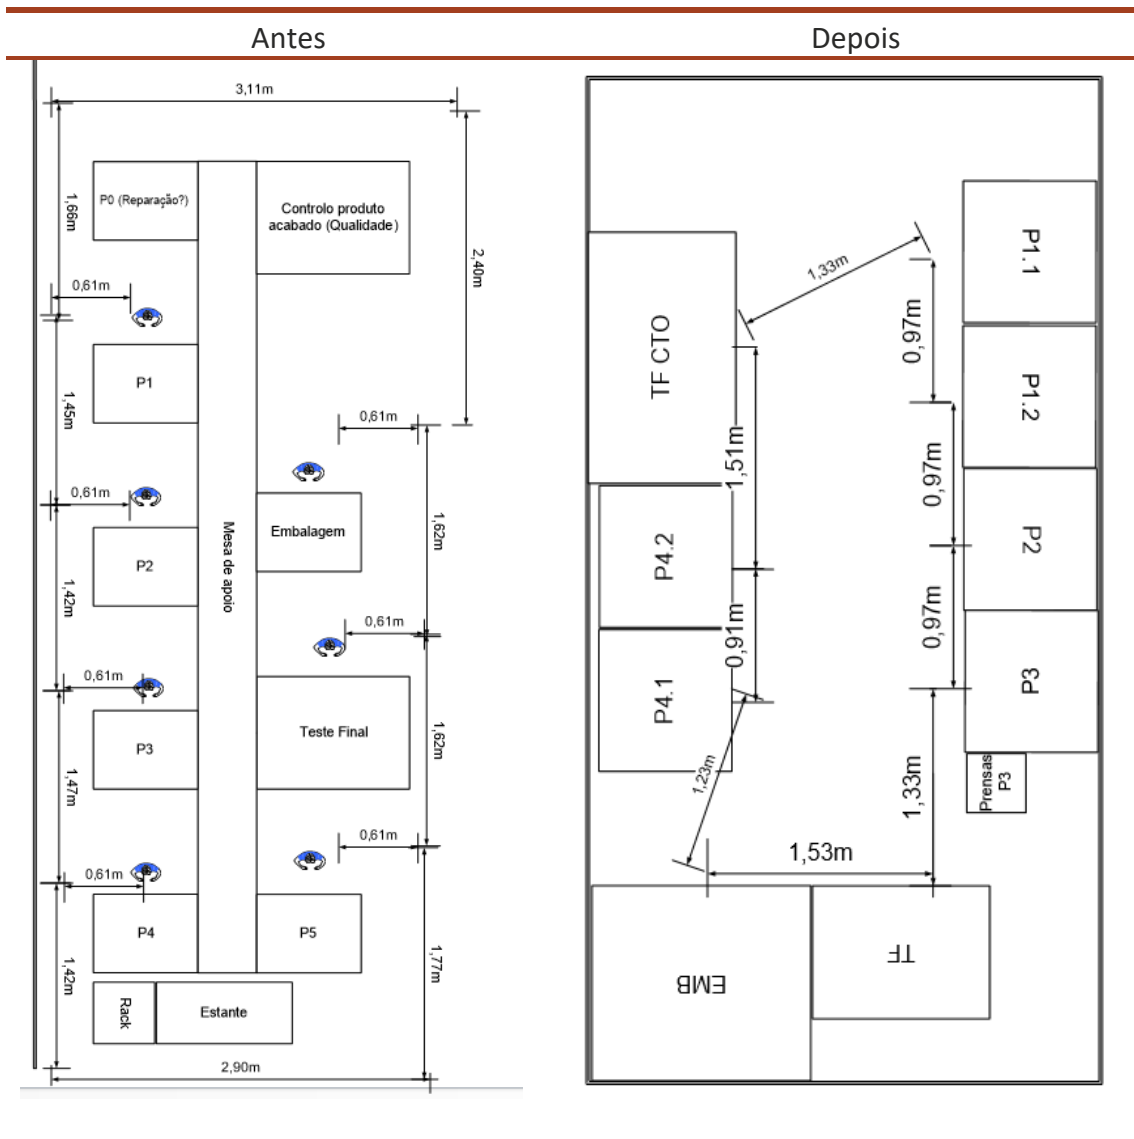 Antes
Depois
3,11m
1,66m
P0 (Reparação?)
Controlo produto
acabado (Qualidade)
2,40m
0,61m
P1
1,45m
0,61m
0,61m
Embalagem
Mesa de apoio
1,62m
P2
1,42m
0,61m
0,61m
P3
Teste Final
1,62m
1,47m
0,61m
0,61m
P4
P5
1,42m
1,77m
Rack
Estante
2,90m
P1.1
1,33m
0,97m
TF CTO
P1.2
1,51m
0,97m
P4.2
P2
0,91m
0,97m
P4.1
P3
1,23m
1,33m
Prensas
P3
1,53m
EMB
TF